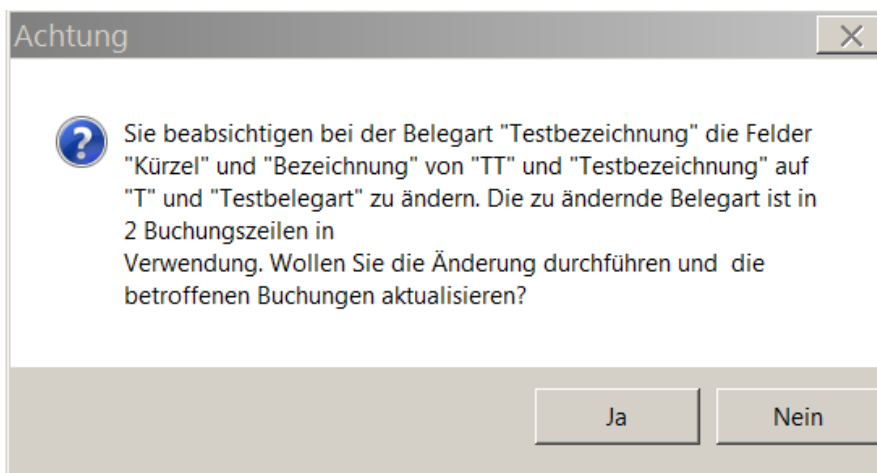 Achtung
Sie beabsichtigen bei der Belegart "Testbezeichnung" die Felder
"Kürzel" und "Bezeichnung" von "TT" und "Testbezeichnung" auf
"T" und "Testbelegart" zu ändern. Die zu ändernde Belegart ist in
2 Buchungszeilen in
Verwendung. Wollen Sie die Änderung durchführen und  die
betroffenen Buchungen aktualisieren?
Ja
Nein